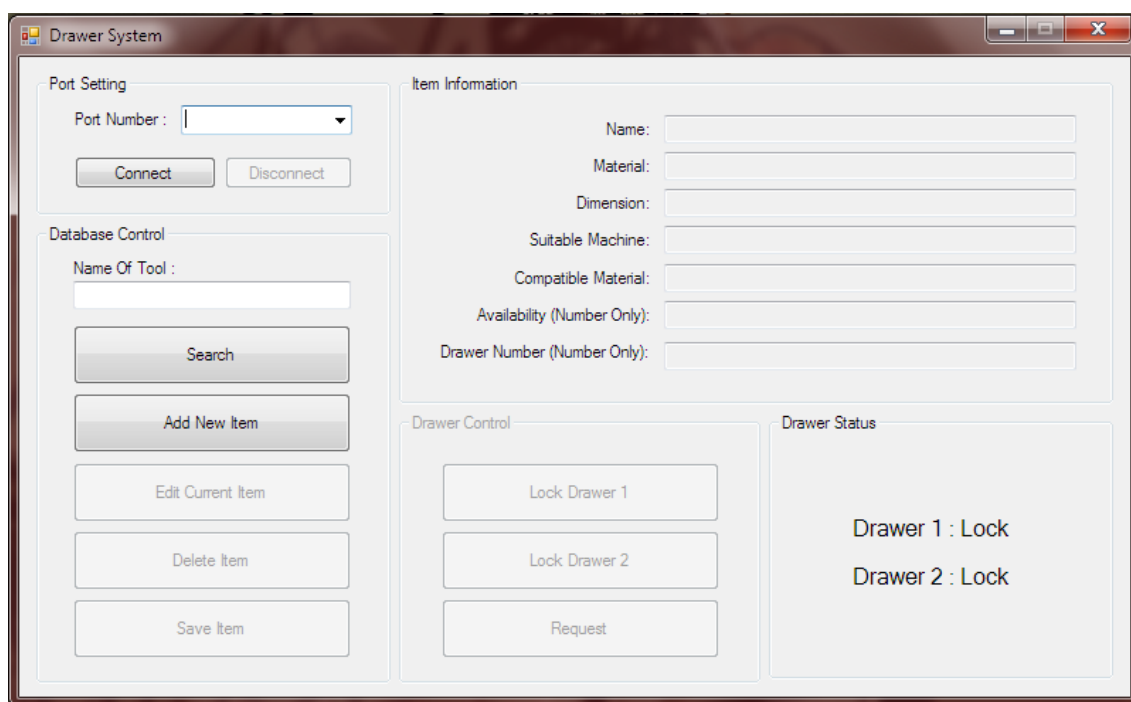 Drawer System
Port Setting
Port Number :
Connect
Disconnect
Database Control
Name Of Tool :
Search
Add New Item
Edit Current Item
Delete Item
Save Item
Item Information
Name:
Material:
Dimension:
Suitable Machine:
Compatible Material:
Availability (Number Only):
Drawer Number (Number Only):
Drawer Control
Lock Drawer 1
Lock Drawer 2
Request
Drawer Status
Drawer 1 : Lock
Drawer 2 : Lock